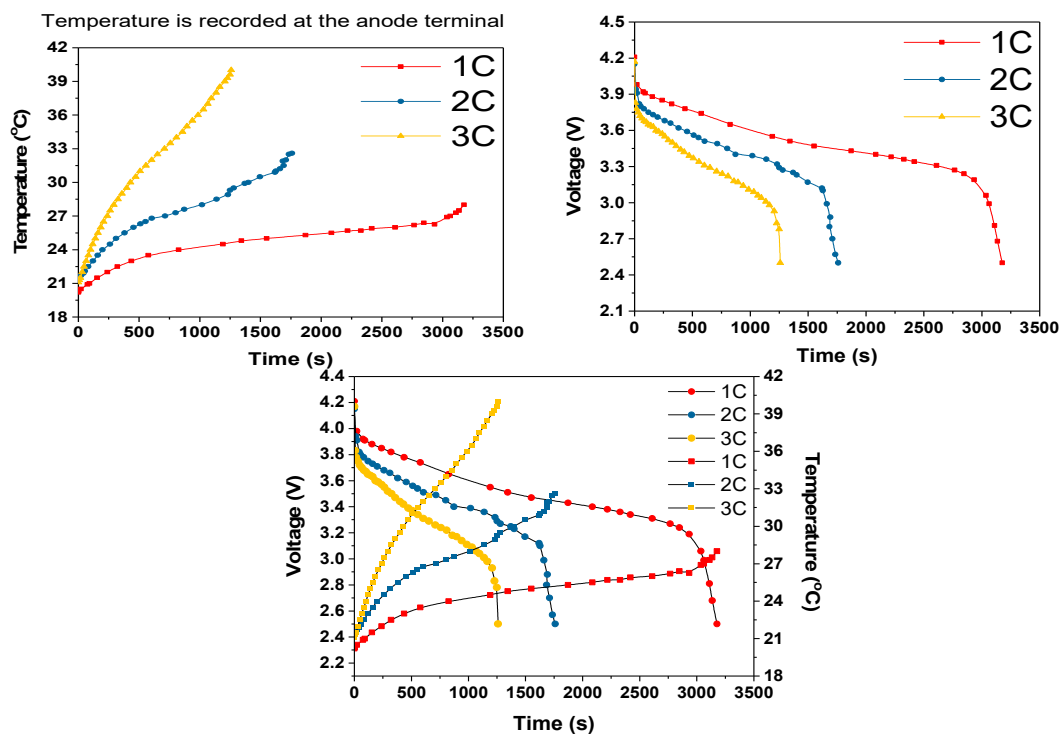 Temperature is recorded at the anode terminal
42
39
36
33
30
27
24
21
18
Temperature (°C)
0 500 1000 1500 2000 2500 3000 3500
Time (s)
1C
2C
3C
4.5
4.2
3.9
3.6
3.3
3.0
2.7
2.4
2.1
Voltage (V)
0 500 1000 1500 2000 2500 3000 3500
Time (s)
1C
2C
3C
4.4
4.2
4.0
3.8
3.6
3.4
3.2
3.0
2.8
2.6
2.4
2.2
Voltage (V)
0 500 1000 1500 2000 2500 3000 3500
Time (s)
1C
2C
3C
1C
2C
3C
42
39
36
33
30
27
24
21
18
Temperature (°C)